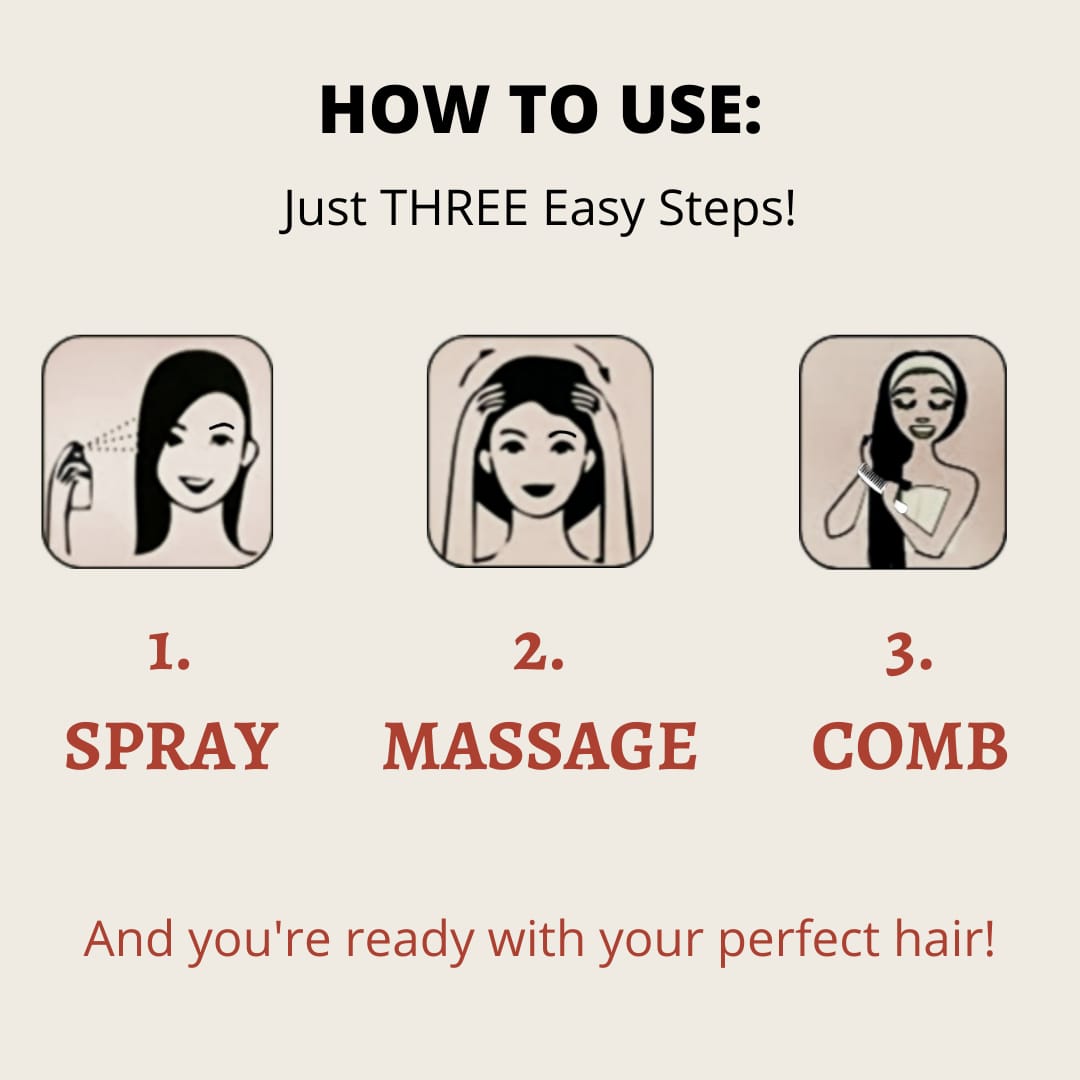 HOW TO USE:
Just THREE Easy Steps!
1.
SPRAY
2.
MASSAGE
3.
COMB
And you're ready with your perfect hair!